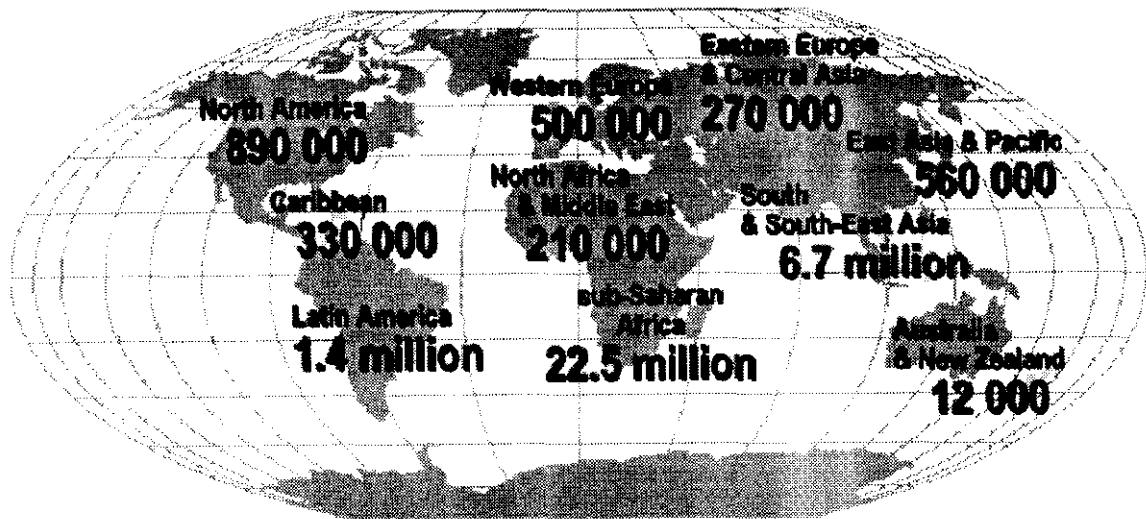 Eastern Europe
& Central Asia
270 000
Western Europe
500 000
North America
890 000
East Asia & Pacific
560 000
North Africa
& Middle East
210 000
South
& South-East Asia
6.7 million
Caribbean
330 000
sub-Saharan
Africa
22.5 million
Latin America
1.4 million
Australia
& New Zealand
12 000